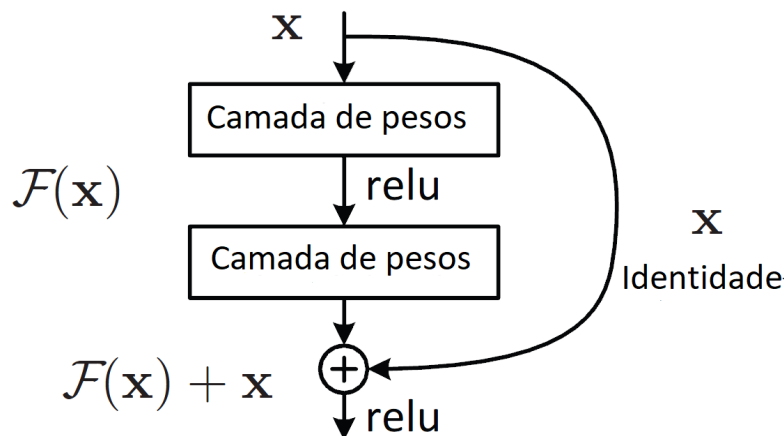 x
Camada de pesos
relu
F(x)
Camada de pesos
x
Identidade
F(x) + x
relu